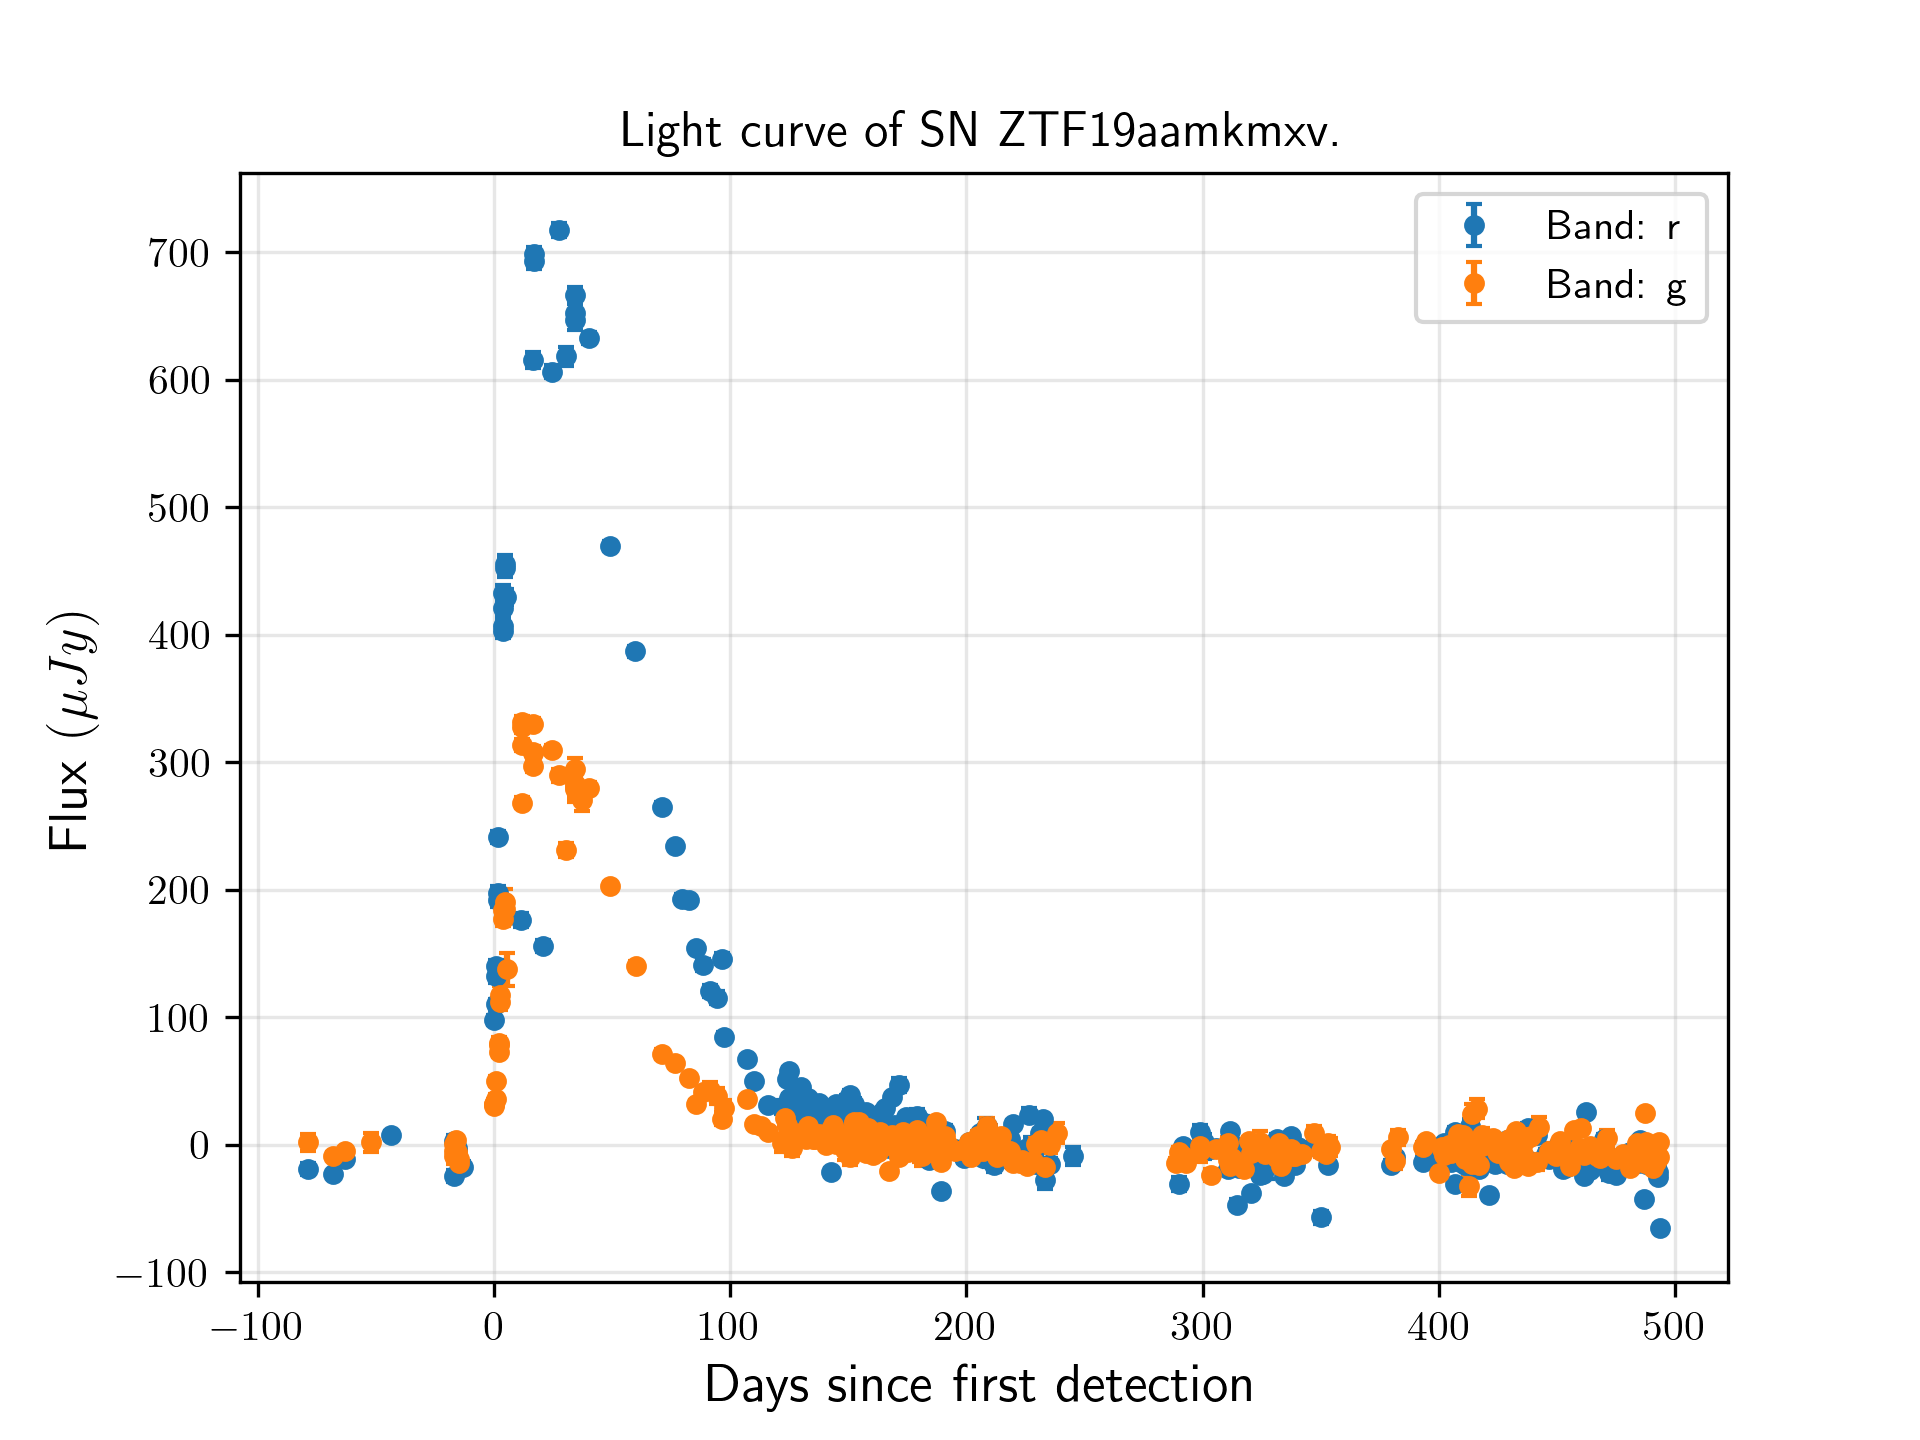 Light curve of SN ZTF19aamkmxv.
Band: r
Band: g
700
600
500
400
300
200
100
0
−100
Flux (μJy)
−100 0 100 200 300 400 500
Days since first detection